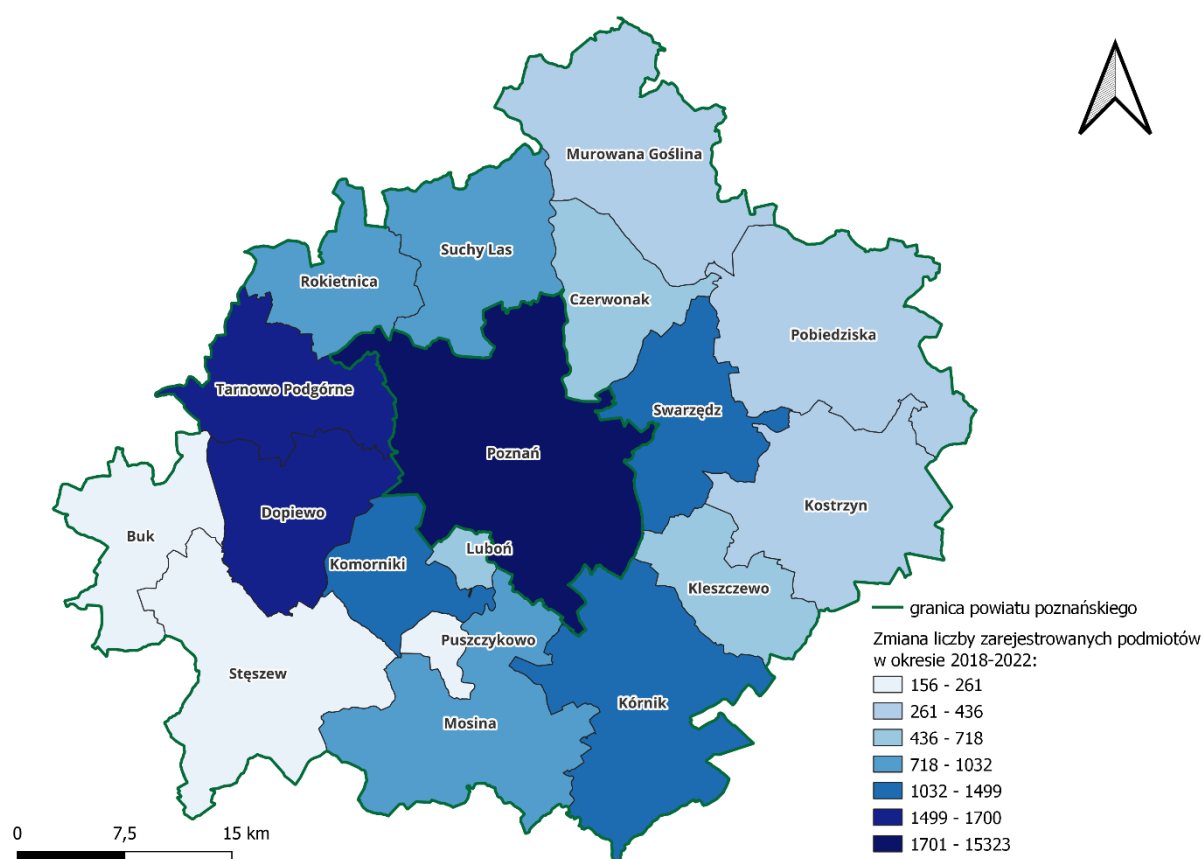 Murowana Goślina
Suchy Las
Rokietnica
Czerwonak
Pobiedziska
Tarnowo Podgórne
Swarzędz
Poznań
Kostrzyn
Dopiewo
Buk
Luboń
Komorniki
Kleszczewo
Puszczykowo
Stęszew
Kórnik
Mosina
granica powiatu poznańskiego
Zmiana liczby zarejestrowanych podmiotów
w okresie 2018-2022:
156 - 261
261 - 436
436 - 718
718 - 1032
1032 - 1499
1499 - 1700
1701 - 15323
0 7,5 15 km